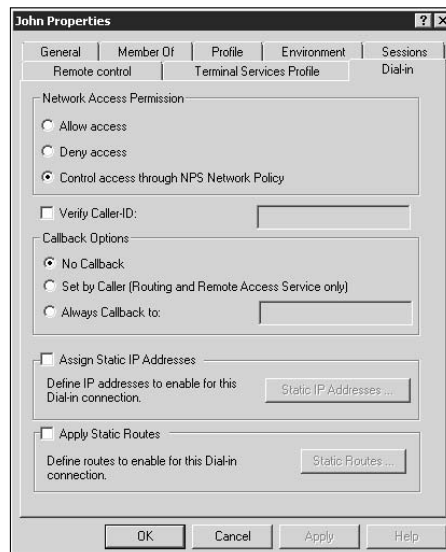 John Properties
General Member Of Profile Environment Sessions
Remote control Terminal Services Profile Dial-in
Network Access Permission
Allow access
Deny access
Control access through NPS Network Policy
Verify Caller-ID:
Callback Options
No Callback
Set by Caller (Routing and Remote Access Service only)
Always Callback to:
Assign Static IP Addresses
Define IP addresses to enable for this
Dial-in connection.
Static IP Addresses ...
Apply Static Routes
Define routes to enable for this Dial-in
connection.
Static Routes ...
OK Cancel Apply Help